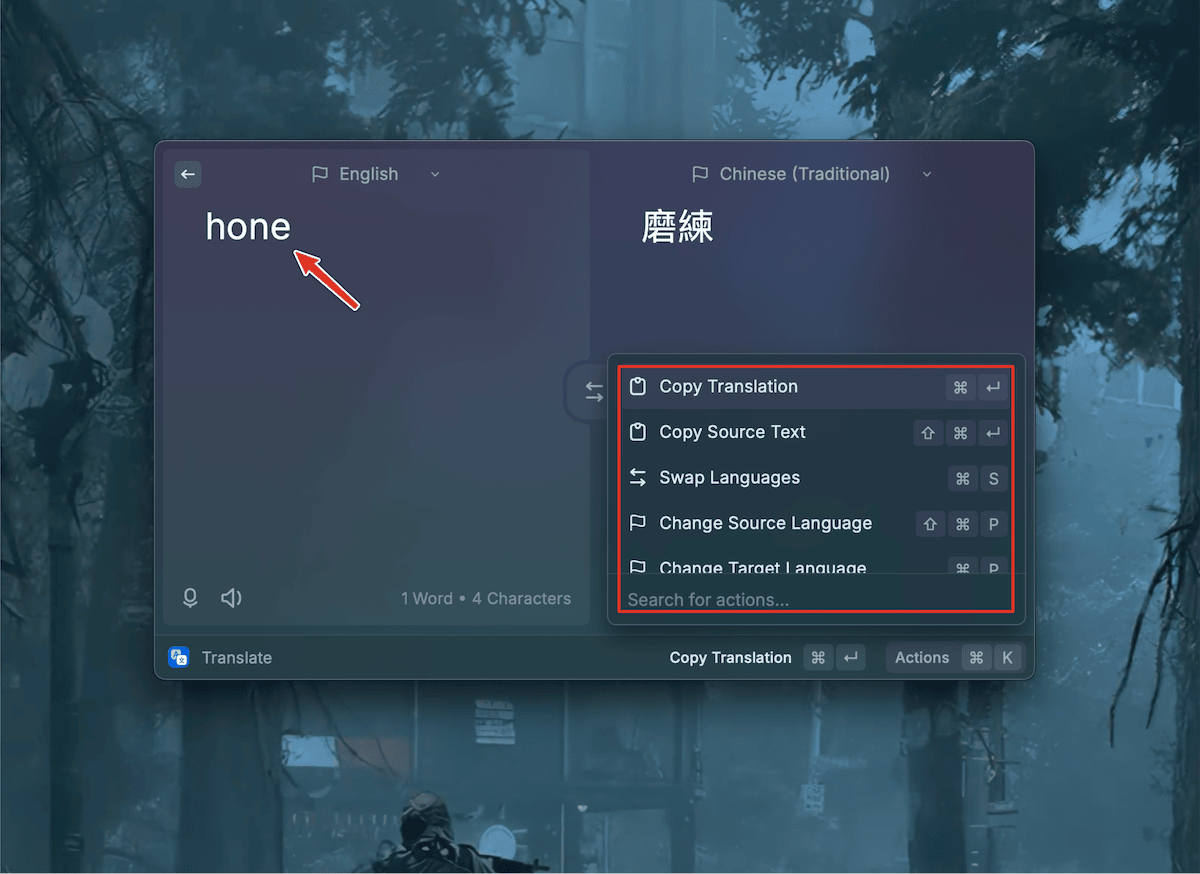 English
Chinese (Traditional)
hone
磨練
Copy Translation ⌘ ↵
Copy Source Text ⇧ ⌘ ↵
Swap Languages ⌘ S
Change Source Language ⇧ ⌘ P
Change Target Language ⌘ P
Search for actions...
1 Word • 4 Characters
Translate
Copy Translation ⌘ ↵
Actions ⌘ K